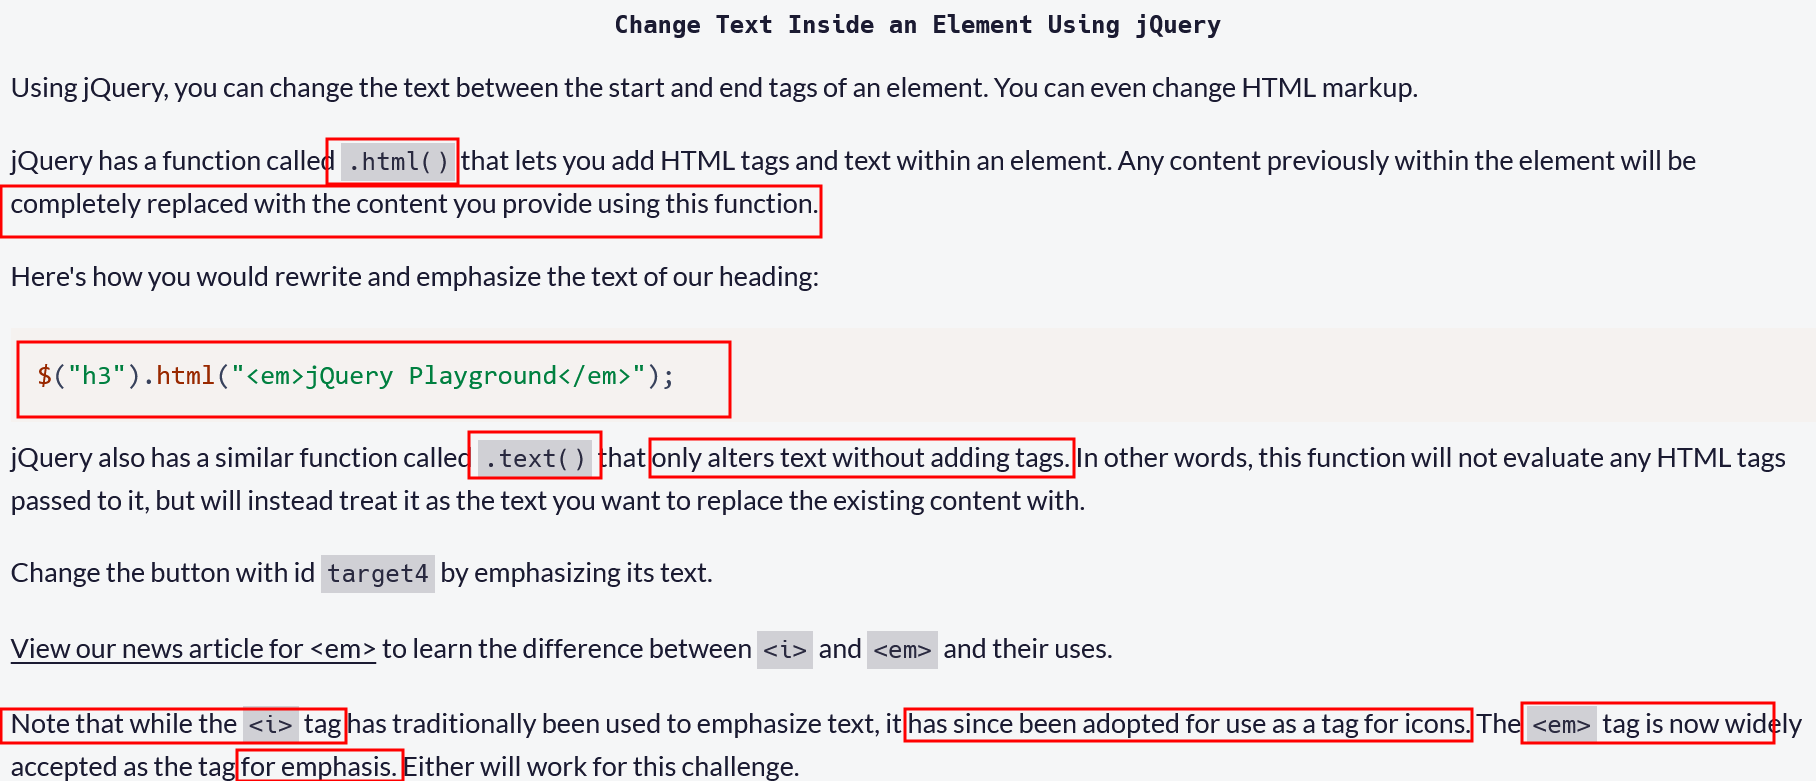 Change Text Inside an Element Using jQuery
Using jQuery, you can change the text between the start and end tags of an element. You can even change HTML markup.
jQuery has a function called .html() that lets you add HTML tags and text within an element. Any content previously within the element will be
completely replaced with the content you provide using this function.
Here's how you would rewrite and emphasize the text of our heading:
$("h3").html("<em>jQuery Playground</em>");
jQuery also has a similar function called .text() that only alters text without adding tags. In other words, this function will not evaluate any HTML tags
passed to it, but will instead treat it as the text you want to replace the existing content with.
Change the button with id target4 by emphasizing its text.
View our news article for <em> to learn the difference between <i> and <em> and their uses.
Note that while the <i> tag has traditionally been used to emphasize text, it has since been adopted for use as a tag for icons. The <em> tag is now widely
accepted as the tag for emphasis. Either will work for this challenge.